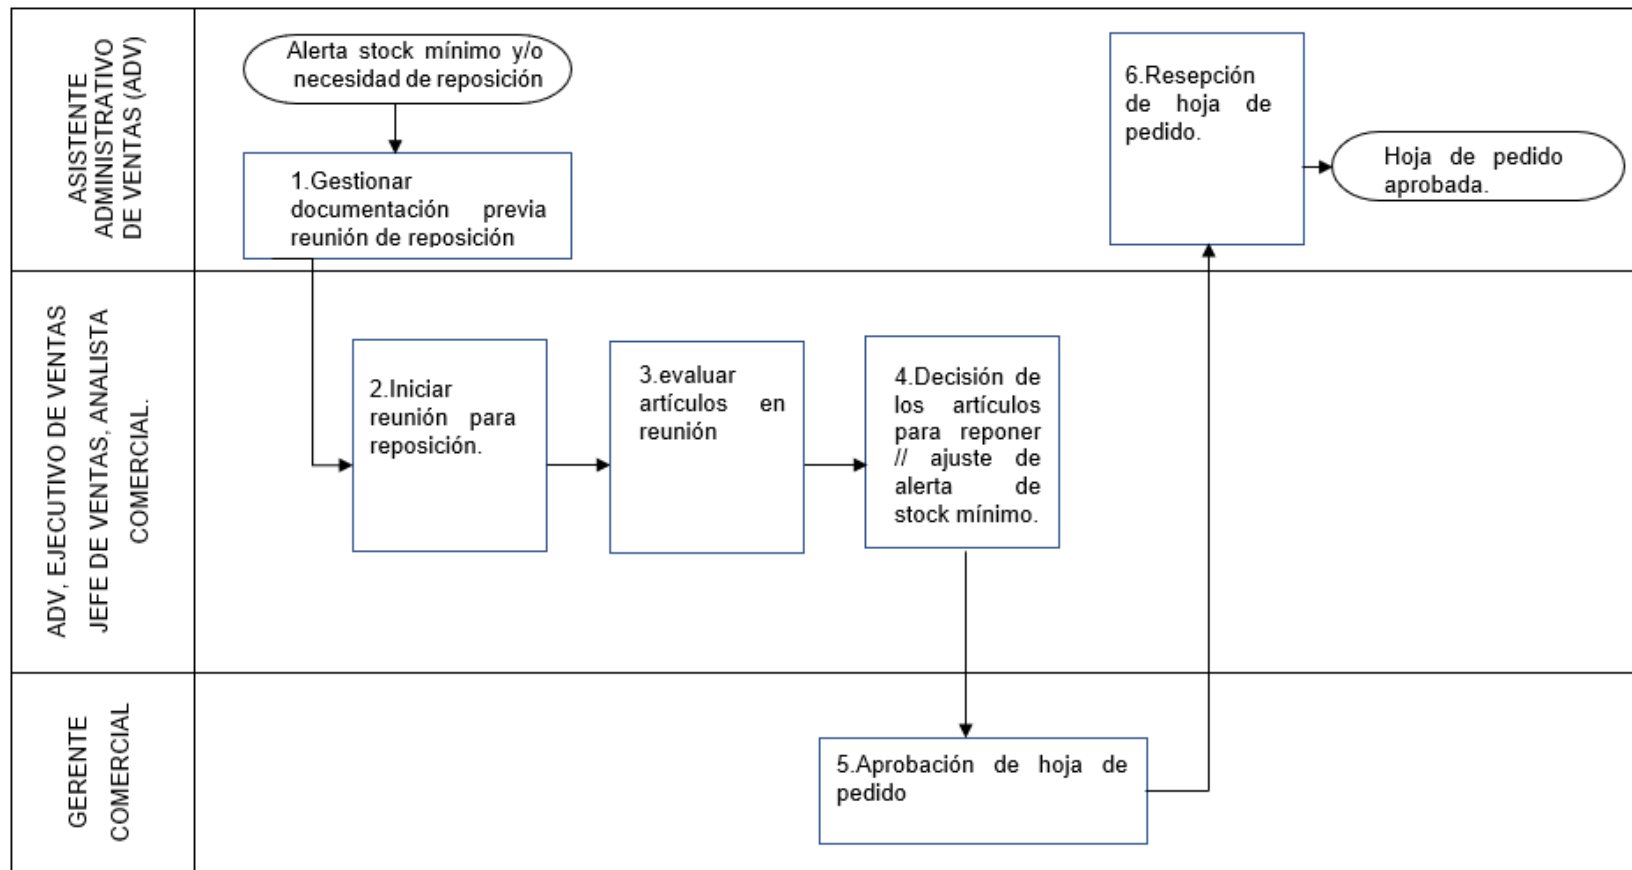 ASISTENTE
ADMINISTRATIVO
DE VENTAS (ADV)
Alerta stock mínimo y/o
necesidad de reposición
1.Gestionar
documentación previa
reunión de reposición
6.Resepción
de hoja de
pedido.
Hoja de pedido
aprobada.
ADV, EJECUTIVO DE VENTAS
JEFE DE VENTAS, ANALISTA
COMERCIAL.
2.Iniciar
reunión para
reposición.
3.evaluar
artículos en
reunión
4.Decisión de
los artículos
para reponer
// ajuste de
alerta de
stock mínimo.
GERENTE
COMERCIAL
5.Aprobación de hoja de
pedido